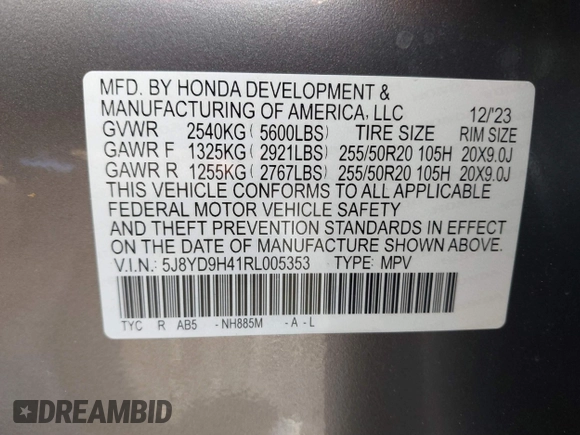 MFD. BY HONDA DEVELOPMENT &
MANUFACTURING OF AMERICA, LLC 12/'23
GVWR 2540KG ( 5600LBS) TIRE SIZE RIM SIZE
GAWR F 1325KG ( 2921LBS) 255/50R20 105H 20X9.0J
GAWR R 1255KG ( 2767LBS) 255/50R20 105H 20X9.0J
THIS VEHICLE CONFORMS TO ALL APPLICABLE
FEDERAL MOTOR VEHICLE SAFETY
AND THEFT PREVENTION STANDARDS IN EFFECT
ON THE DATE OF MANUFACTURE SHOWN ABOVE.
V.I.N.: 5J8YD9H41RL005353 TYPE: MPV
TYC R AB5 -NH885M -A-L
DREAMBID